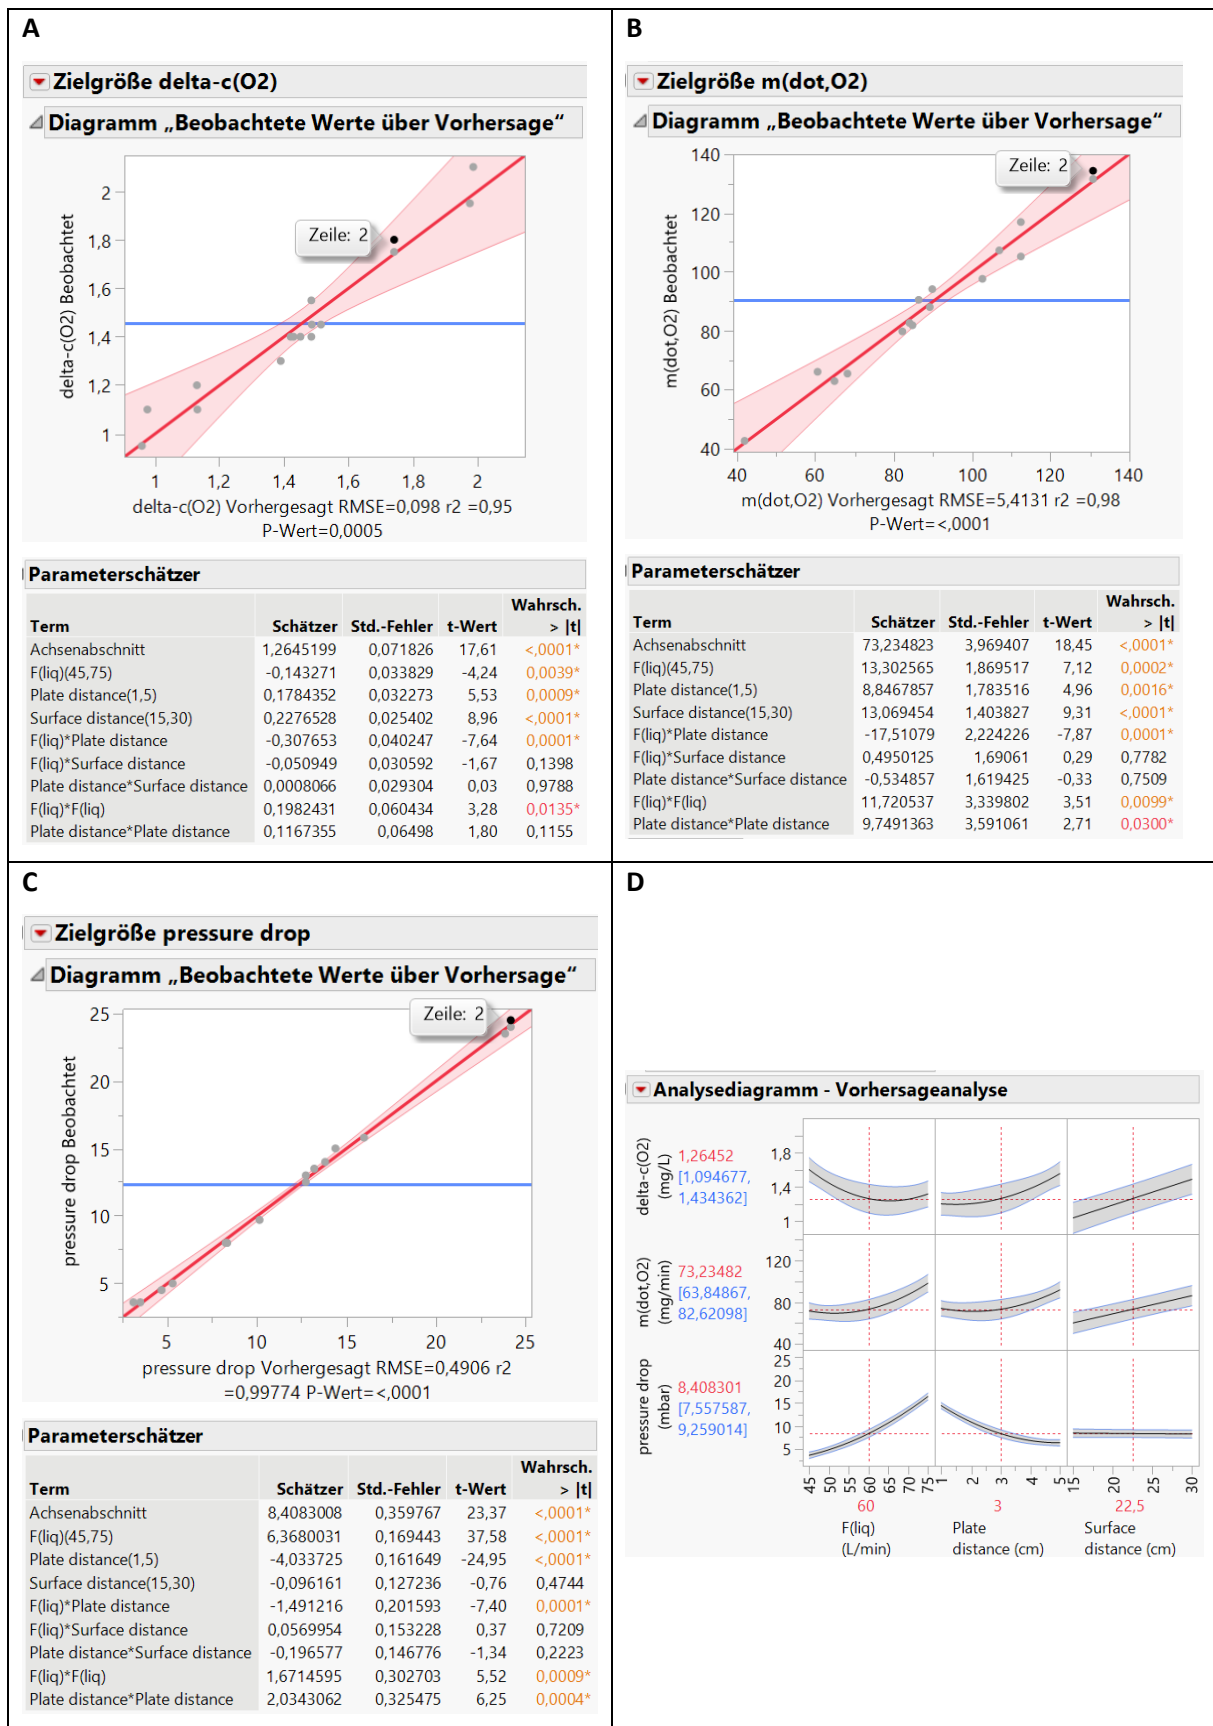 A
Zielgröße delta-c(O2)
Diagramm „Beobachtete Werte über Vorhersage“
delta-c(O2) Beobachtet
2
1,8
1,6
1,4
1,2
1
Zeile: 2
1 1,2 1,4 1,6 1,8 2
delta-c(O2) Vorhergesagt RMSE=0,098 r2 =0,95
P-Wert=0,0005
Parameterschätzer
Term Schätzer Std.-Fehler t-Wert Wahrsch. > |t|
Achsenabschnitt 1,2645199 0,071826 17,61 <,0001*
F(liq)(45,75) -0,143271 0,033829 -4,24 0,0039*
Plate distance(1,5) 0,1784352 0,032273 5,53 0,0009*
Surface distance(15,30) 0,2276528 0,025402 8,96 <,0001*
F(liq)*Plate distance -0,307653 0,040247 -7,64 0,0001*
F(liq)*Surface distance -0,050949 0,030592 -1,67 0,1398
Plate distance*Surface distance 0,0008066 0,029304 0,03 0,9788
F(liq)*F(liq) 0,1982431 0,060434 3,28 0,0135*
Plate distance*Plate distance 0,1167355 0,06498 1,80 0,1155
B
Zielgröße m(dot,O2)
Diagramm „Beobachtete Werte über Vorhersage“
m(dot,O2) Beobachtet
140
120
100
80
60
40
Zeile: 2
40 60 80 100 120 140
m(dot,O2) Vorhergesagt RMSE=5,4131 r2 =0,98
P-Wert=<,0001
Parameterschätzer
Term Schätzer Std.-Fehler t-Wert Wahrsch. > |t|
Achsenabschnitt 73,234823 3,969407 18,45 <,0001*
F(liq)(45,75) 13,302565 1,869517 7,12 0,0002*
Plate distance(1,5) 8,8467857 1,783516 4,96 0,0016*
Surface distance(15,30) 13,069454 1,403827 9,31 <,0001*
F(liq)*Plate distance -17,51079 2,224226 -7,87 0,0001*
F(liq)*Surface distance 0,4950125 1,69061 0,29 0,7782
Plate distance*Surface distance -0,534857 1,619425 -0,33 0,7509
F(liq)*F(liq) 11,720537 3,339802 3,51 0,0099*
Plate distance*Plate distance 9,7491363 3,591061 2,71 0,0300*
C
Zielgröße pressure drop
Diagramm „Beobachtete Werte über Vorhersage“
pressure drop Beobachtet
25
20
15
10
5
Zeile: 2
5 10 15 20 25
pressure drop Vorhergesagt RMSE=0,4906 r2
=0,99774 P-Wert=<,0001
Parameterschätzer
Term Schätzer Std.-Fehler t-Wert Wahrsch. > |t|
Achsenabschnitt 8,4083008 0,359767 23,37 <,0001*
F(liq)(45,75) 6,3680031 0,169443 37,58 <,0001*
Plate distance(1,5) -4,033725 0,161649 -24,95 <,0001*
Surface distance(15,30) -0,096161 0,127236 -0,76 0,4744
F(liq)*Plate distance -1,491216 0,201593 -7,40 0,0001*
F(liq)*Surface distance 0,0569954 0,153228 0,37 0,7209
Plate distance*Surface distance -0,196577 0,146776 -1,34 0,2223
F(liq)*F(liq) 1,6714595 0,302703 5,52 0,0009*
Plate distance*Plate distance 2,0343062 0,325475 6,25 0,0004*
D
Analysediagramm - Vorhersageanalyse
delta-c(O2)
(mg/L)
1,26452
[1,094677,
1,434362]
1,8
1,4
1
m(dot,O2)
(mg/min)
73,23482
[63,84867,
82,62098]
120
80
40
pressure drop
(mbar)
8,408301
[7,557587,
9,259014]
25
20
15
10
5
45 50 55 60 65 70 75 1 2 3 4 5 15 20 25 30
60 3 22,5
F(liq) Plate Surface
(L/min) distance (cm) distance (cm)